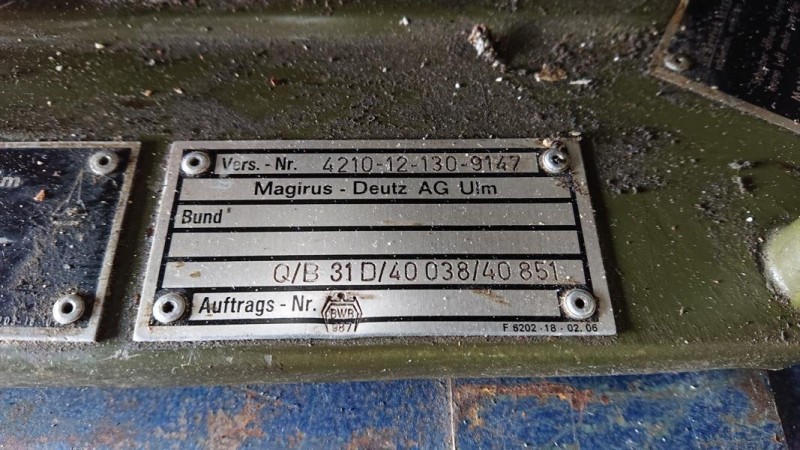 Vers. - Nr. 4210-12-130-9147
Magirus - Deutz AG Ulm
Bund
Q/B 31 D/40 038/40 851
Auftrags - Nr.
BWB
987
F 6202 - 18 - 02. 06